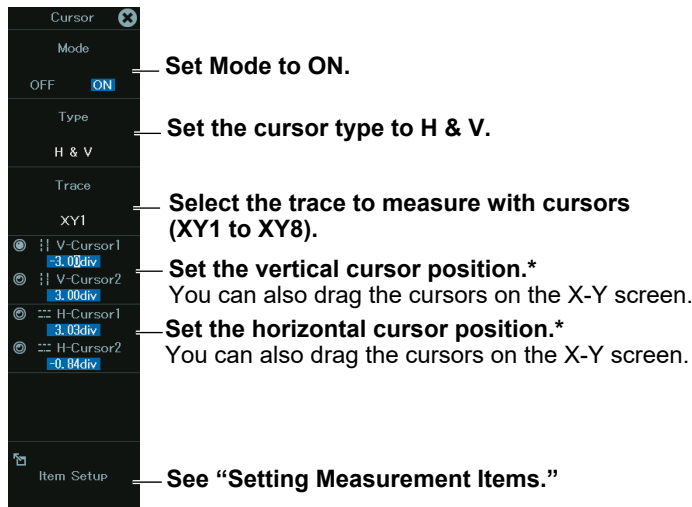 Cursor
Mode
OFF ON
Set Mode to ON.
Type
H & V
Set the cursor type to H & V.
Trace
XY1
Select the trace to measure with cursors
(XY1 to XY8).
V-Cursor1
-3.00div
V-Cursor2
3.00div
Set the vertical cursor position.*
You can also drag the cursors on the X-Y screen.
H-Cursor1
3.03div
H-Cursor2
-0.84div
Set the horizontal cursor position.*
You can also drag the cursors on the X-Y screen.
Item Setup
See “Setting Measurement Items.”